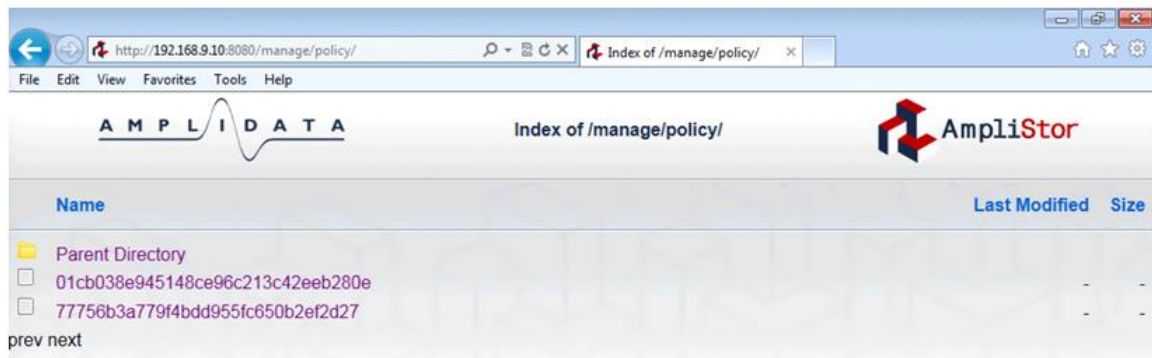 http://192.168.9.10:8080/manage/policy/ Index of /manage/policy/
File Edit View Favorites Tools Help
AMPLIDATA Index of /manage/policy/ AmpliStor
Name Last Modified Size
Parent Directory
01cb038e945148ce96c213c42eeb280e - -
77756b3a779f4bdd955fc650b2ef2d27 - -
prev next